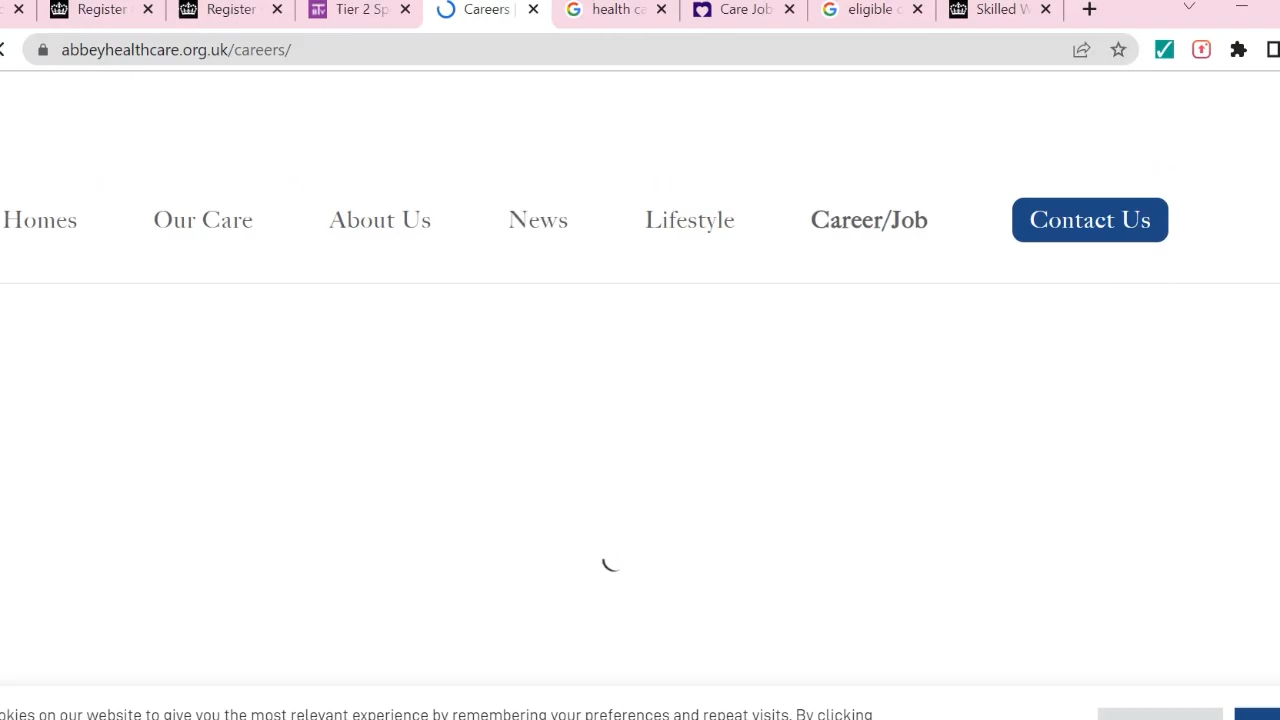 Register
Register
Tier 2 Sp
Careers
health ca
Care Job
eligible
Skilled W
abbeyhealthcare.org.uk/careers/
Homes Our Care About Us News Lifestyle Career/Job Contact Us
okies on our website to give you the most relevant experience by remembering your preferences and repeat visits. By clicking